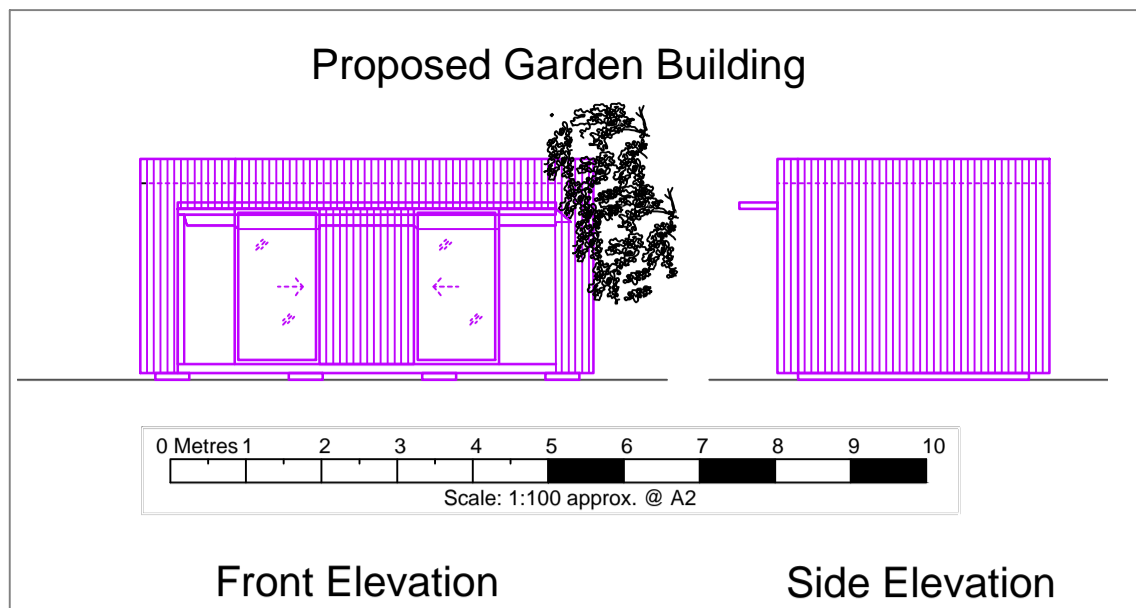 Proposed Garden Building
0 Metres 1 2 3 4 5 6 7 8 9 10
Scale: 1:100 approx. @ A2
Front Elevation Side Elevation